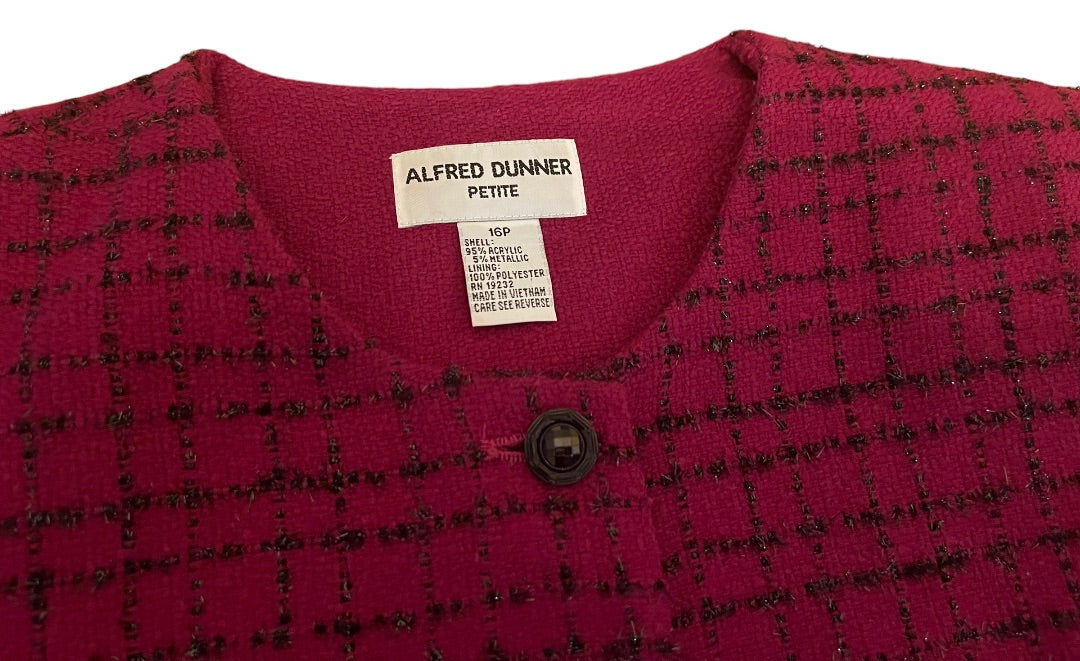 ALFRED DUNNER
PETITE
16P
SHELL:
95% ACRYLIC
5% METALLIC
LINING:
100% POLYESTER
RN 19232
MADE IN VIETNAM
CARE SEE REVERSE